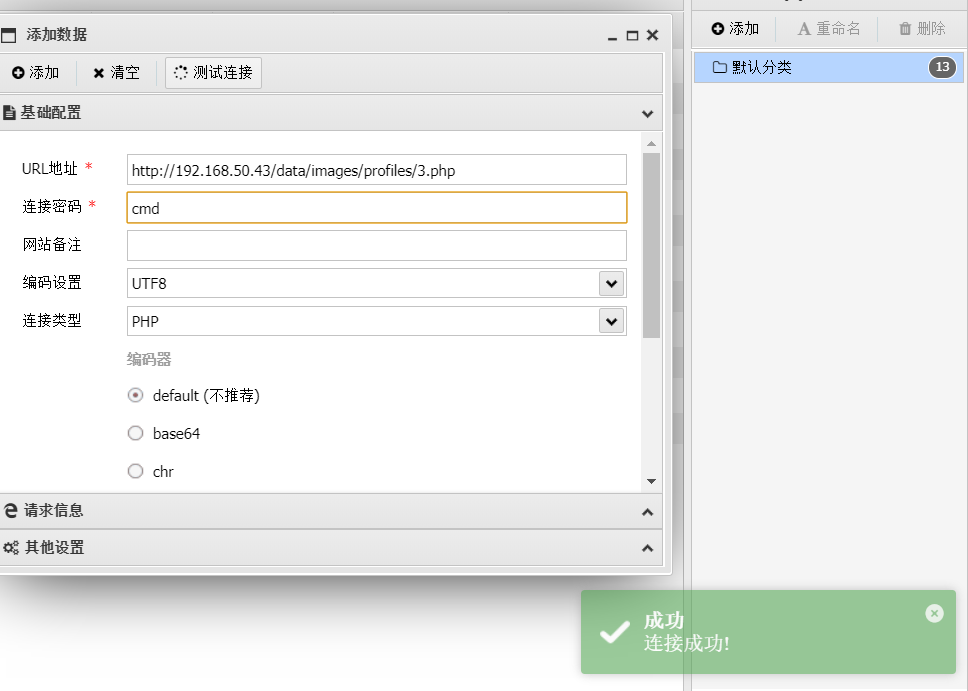 添加数据
添加 清空 测试连接
基础配置
URL地址 * http://192.168.50.43/data/images/profiles/3.php
连接密码 * cmd
网站备注
编码设置 UTF8
连接类型 PHP
编码器
default (不推荐)
base64
chr
请求信息
其他设置
添加 重命名 删除
默认分类 13
成功
连接成功!